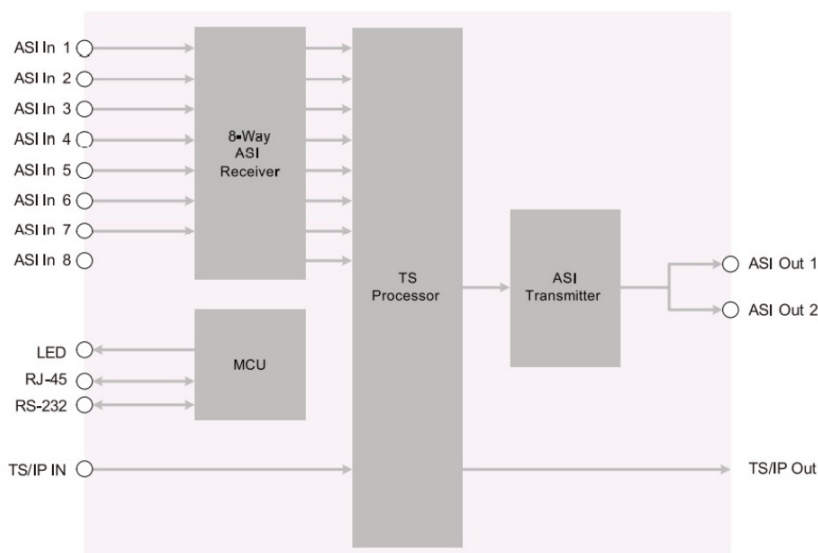 ASI In 1
ASI In 2
ASI In 3
ASI In 4
ASI In 5
ASI In 6
ASI In 7
ASI In 8
8-Way
ASI
Receiver
LED
RJ-45
RS-232
MCU
TS/IP IN
TS
Processor
ASI
Transmitter
ASI Out 1
ASI Out 2
TS/IP Out